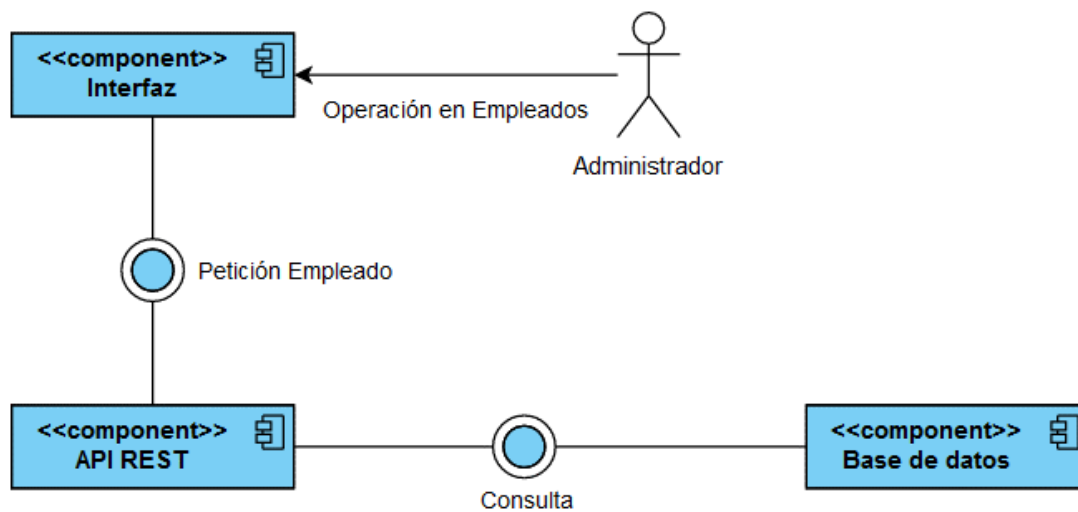 <<component>>
Interfaz
Operación en Empleados
Administrador
Petición Empleado
<<component>>
API REST
Consulta
<<component>>
Base de datos